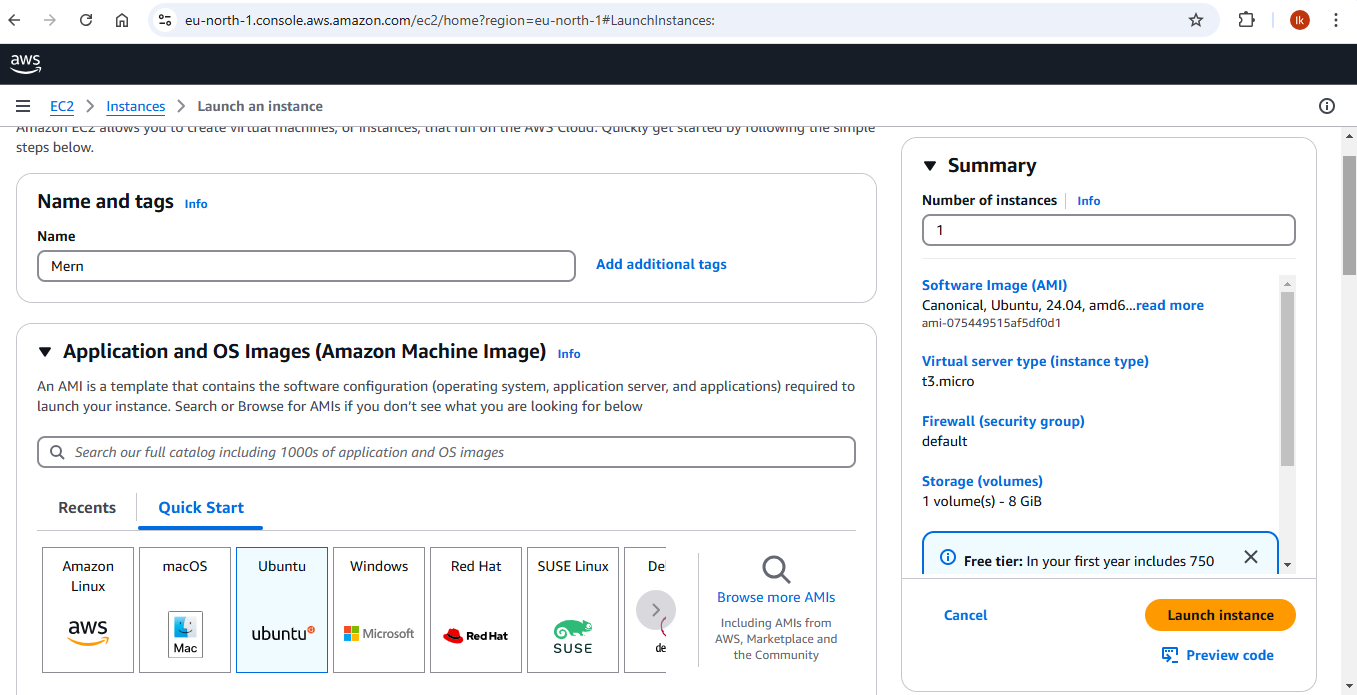 eu-north-1.console.aws.amazon.com/ec2/home?region=eu-north-1#LaunchInstances:
lk
aws
EC2 Instances Launch an instance
Amazon EC2 allows you to create virtual machines, or instances, that run on the AWS Cloud. Quickly get started by following the simple
steps below.
Name and tags Info
Name
Mern
Add additional tags
Application and OS Images (Amazon Machine Image) Info
An AMI is a template that contains the software configuration (operating system, application server, and applications) required to
launch your instance. Search or Browse for AMIs if you don’t see what you are looking for below
Search our full catalog including 1000s of application and OS images
Recents Quick Start
Amazon
Linux
aws
macOS
Mac
Ubuntu
ubuntu
Windows
Microsoft
Red Hat
Red Hat
SUSE Linux
SUSE
De
de
Browse more AMIs
Including AMIs from
AWS, Marketplace and
the Community
Summary
Number of instances Info
1
Software Image (AMI)
Canonical, Ubuntu, 24.04, amd6...read more
ami-075449515af5df0d1
Virtual server type (instance type)
t3.micro
Firewall (security group)
default
Storage (volumes)
1 volume(s) - 8 GiB
Free tier: In your first year includes 750
Cancel
Launch instance
Preview code